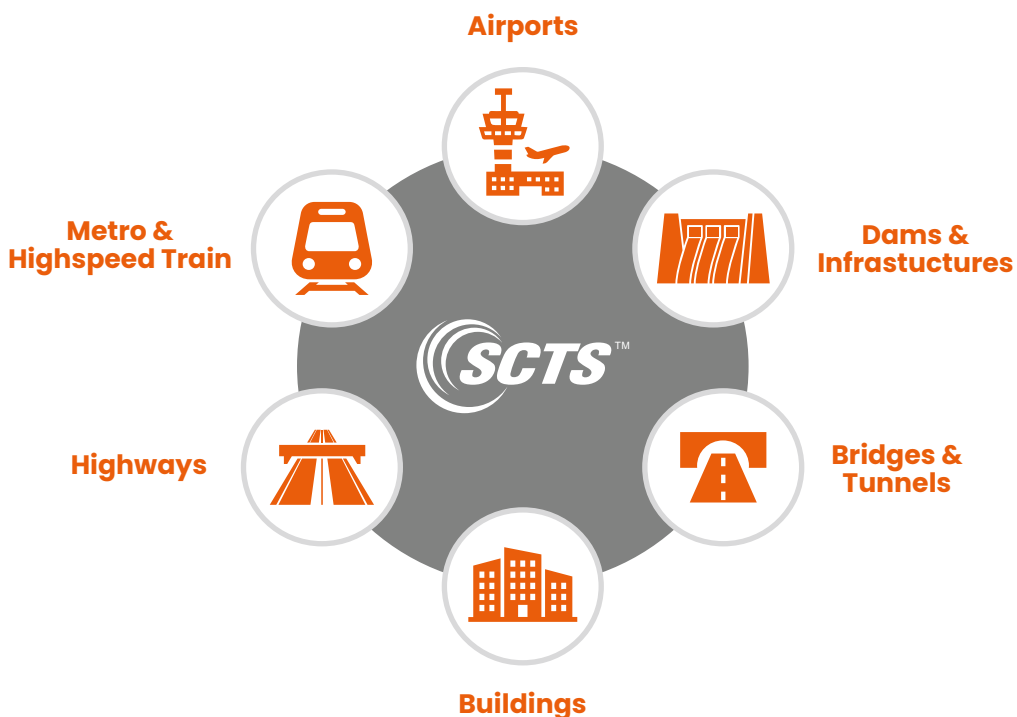 Airports
Metro &
Highspeed Train
Dams &
Infrastuctures
SCTS™
Highways
Bridges &
Tunnels
Buildings